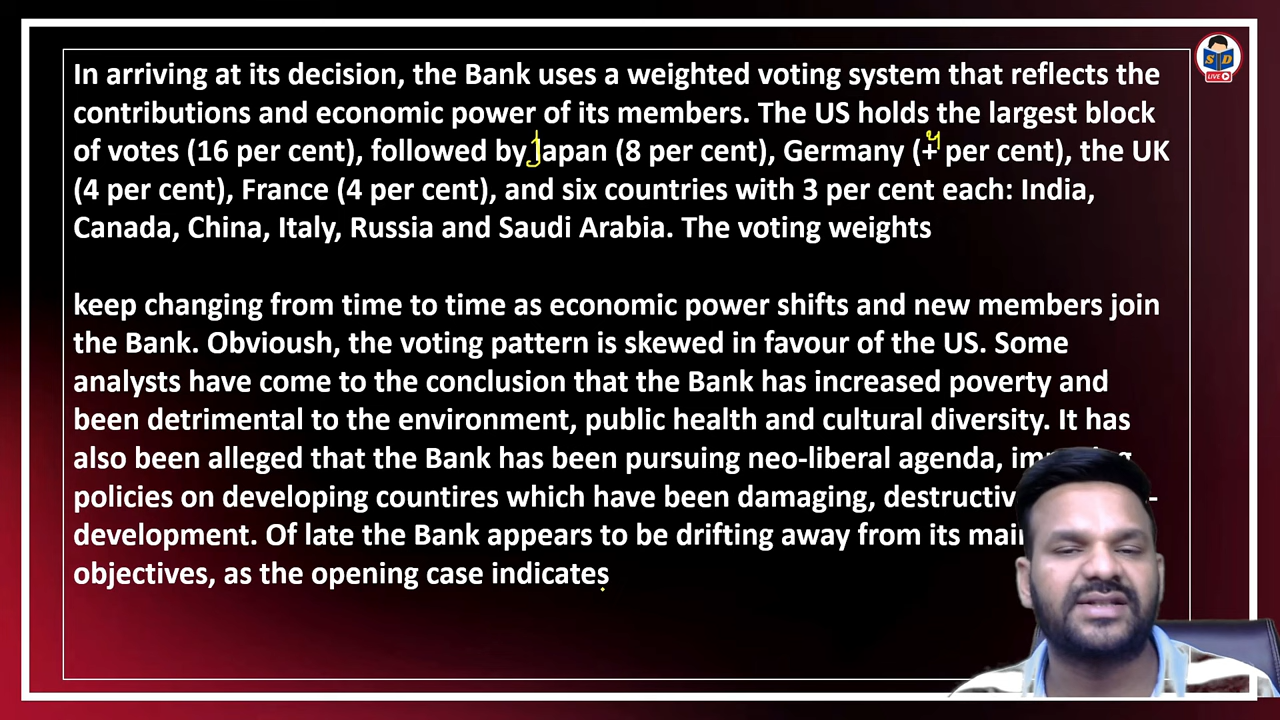 In arriving at its decision, the Bank uses a weighted voting system that reflects the
contributions and economic power of its members. The US holds the largest block
of votes (16 per cent), followed by Japan (8 per cent), Germany (+ per cent), the UK
(4 per cent), France (4 per cent), and six countries with 3 per cent each: India,
Canada, China, Italy, Russia and Saudi Arabia. The voting weights
keep changing from time to time as economic power shifts and new members join
the Bank. Obvioush, the voting pattern is skewed in favour of the US. Some
analysts have come to the conclusion that the Bank has increased poverty and
been detrimental to the environment, public health and cultural diversity. It has
also been alleged that the Bank has been pursuing neo-liberal agenda,
policies on developing countires which have been damaging,
development. Of late the Bank appears to be drifting away from its
objectives, as the opening case indicates
S D
LIVE